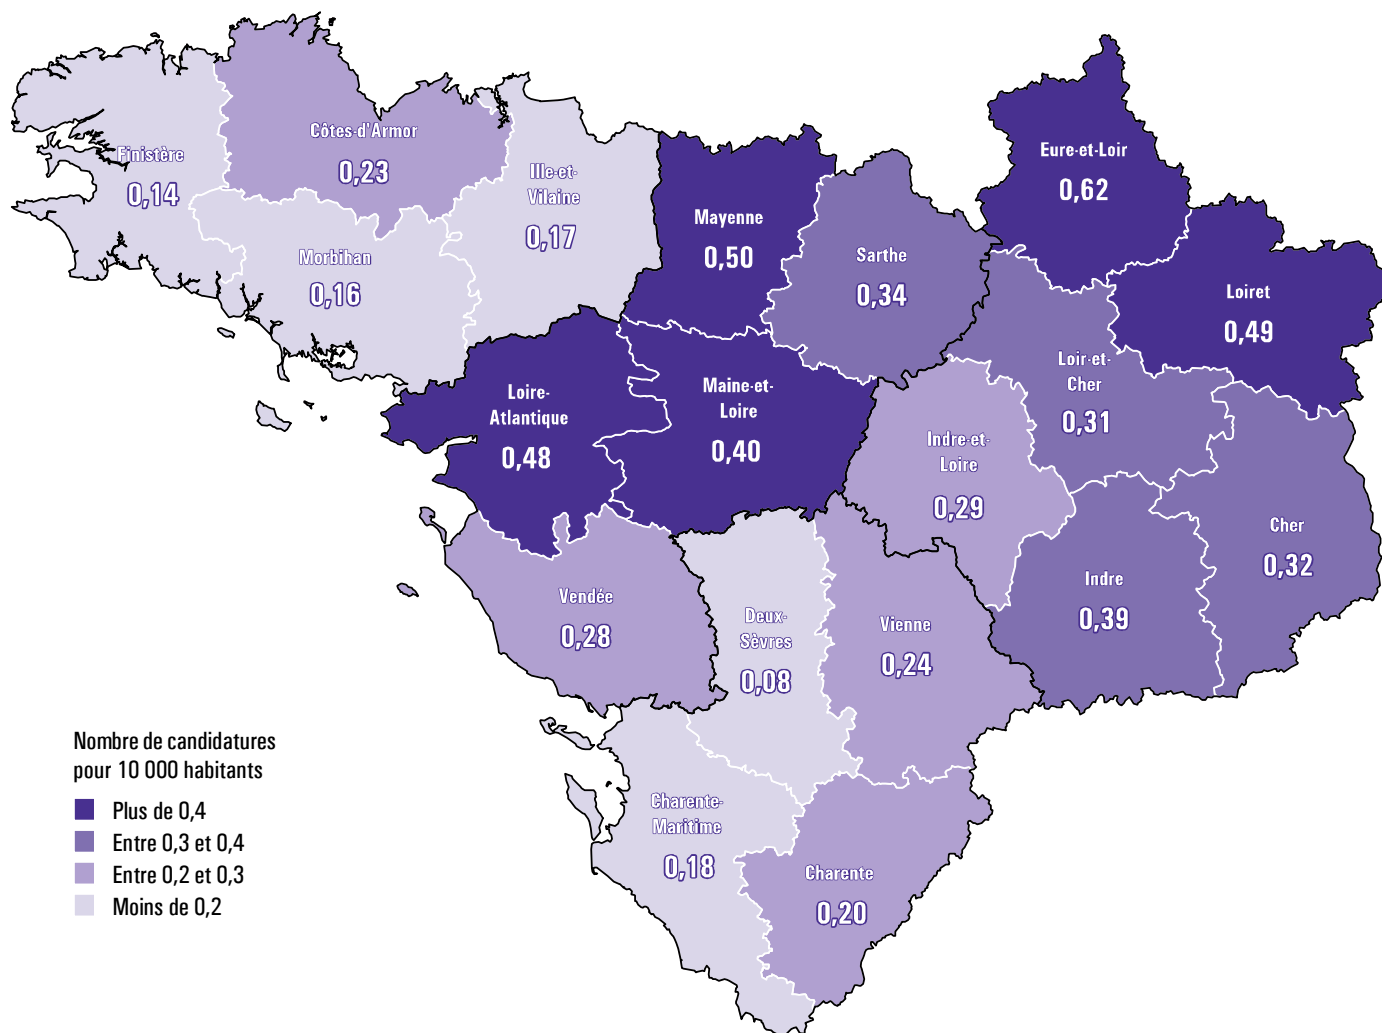 Côtes-d'Armor
0,23
Finistère
0,14
Ille-et-
Vilaine
0,17
Morbihan
0,16
Mayenne
0,50
Sarthe
0,34
Eure-et-Loir
0,62
Loiret
0,49
Loir-et-
Cher
0,31
Loire-
Atlantique
0,48
Maine-et-
Loire
0,40
Indre-et-
Loire
0,29
Cher
0,32
Indre
0,39
Vendée
0,28
Deux-
Sèvres
0,08
Vienne
0,24
Charente-
Maritime
0,18
Charente
0,20
Nombre de candidatures
pour 10 000 habitants
Plus de 0,4
Entre 0,3 et 0,4
Entre 0,2 et 0,3
Moins de 0,2